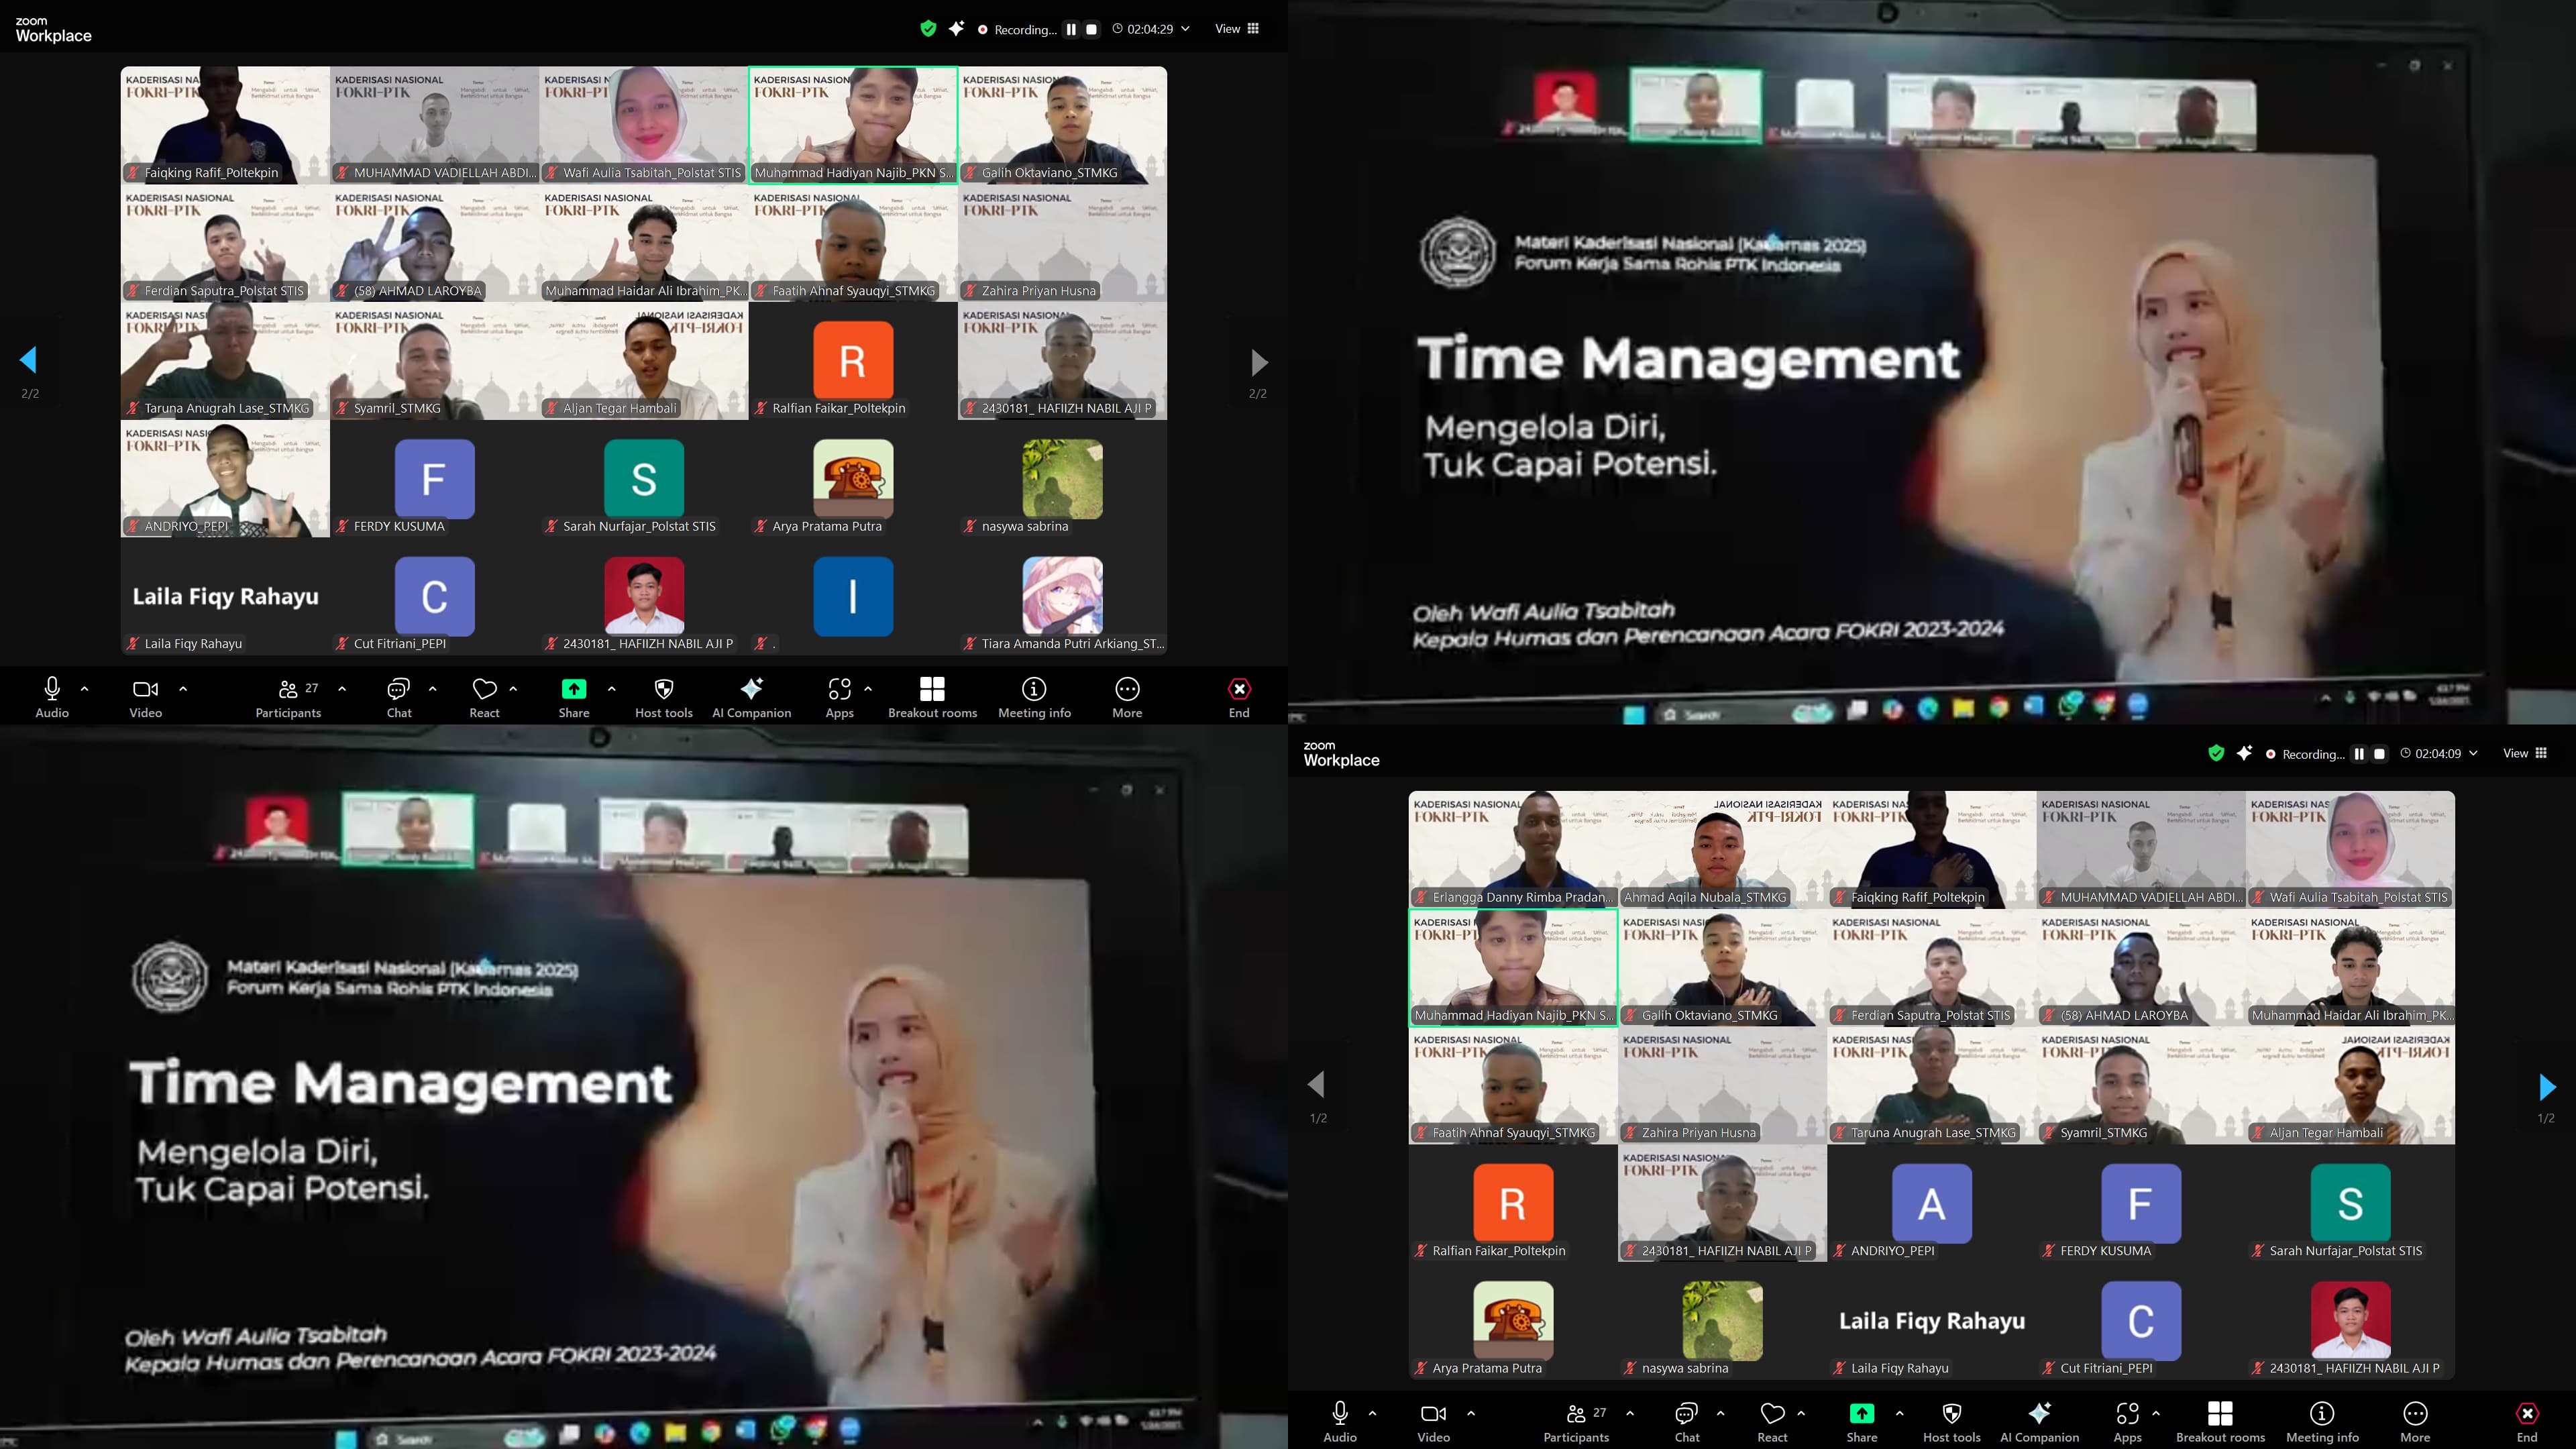 zoom
Workplace
Recording...
02:04:29
View
KADERISASI NASIONAL
FOKRI-PTK
Faiqking Rafif_Poltekpin
MUHAMMAD VADIELLAH ABDI...
Wafi Aulia Tsabitah_Polstat STIS
Muhammad Hadiyan Najib_PKN S...
Galih Oktaviano_STMKG
Ferdian Saputra_Polstat STIS
(58) AHMAD LAROYBA
Muhammad Haidar Ali Ibrahim_PK...
Faatih Ahnaf Syauqyi_STMKG
Zahira Priyan Husna
2/2
2/2
Taruna Anugrah Lase_STMKG
Syamril_STMKG
Aljan Tegar Hambali
R
Ralfian Faikar_Poltekpin
2430181_ HAFIIZH NABIL AJI P
ANDRIYO_PEPI
F
FERDY KUSUMA
S
Sarah Nurfajar_Polstat STIS
Arya Pratama Putra
nasywa sabrina
Laila Fiqy Rahayu
Laila Fiqy Rahayu
C
Cut Fitriani_PEPI
2430181_ HAFIIZH NABIL AJI P
I
.
Tiara Amanda Putri Arkiang_ST...
Audio
Video
27
Participants
Chat
React
Share
Host tools
AI Companion
Apps
Breakout rooms
Meeting info
More
End
Materi Kaderisasi Nasional (Kadernas 2025)
Forum Kerja Sama Rohis PTK Indonesia
Time Management
Mengelola Diri,
Tuk Capai Potensi.
Oleh Wafi Aulia Tsabitah
Kepala Humas dan Perencanaan Acara FOKRI 2023-2024
Search
Materi Kaderisasi Nasional (Kadernas 2025)
Forum Kerja Sama Rohis PTK Indonesia
Time Management
Mengelola Diri,
Tuk Capai Potensi.
Oleh Wafi Aulia Tsabitah
Kepala Humas dan Perencanaan Acara FOKRI 2023-2024
Search
zoom
Workplace
Recording...
02:04:09
View
KADERISASI NASIONAL
FOKRI-PTK
Erlangga Danny Rimba Pradan...
Ahmad Aqila Nubala_STMKG
Faiqking Rafif_Poltekpin
MUHAMMAD VADIELLAH ABDI...
Wafi Aulia Tsabitah_Polstat STIS
Muhammad Hadiyan Najib_PKN S...
Galih Oktaviano_STMKG
Ferdian Saputra_Polstat STIS
(58) AHMAD LAROYBA
Muhammad Haidar Ali Ibrahim_PK...
1/2
1/2
Faatih Ahnaf Syauqyi_STMKG
Zahira Priyan Husna
Taruna Anugrah Lase_STMKG
Syamril_STMKG
Aljan Tegar Hambali
R
Ralfian Faikar_Poltekpin
2430181_ HAFIIZH NABIL AJI P
A
ANDRIYO_PEPI
F
FERDY KUSUMA
S
Sarah Nurfajar_Polstat STIS
Arya Pratama Putra
nasywa sabrina
Laila Fiqy Rahayu
Laila Fiqy Rahayu
C
Cut Fitriani_PEPI
2430181_ HAFIIZH NABIL AJI P
Audio
Video
27
Participants
Chat
React
Share
Host tools
AI Companion
Apps
Breakout rooms
Meeting info
More
End